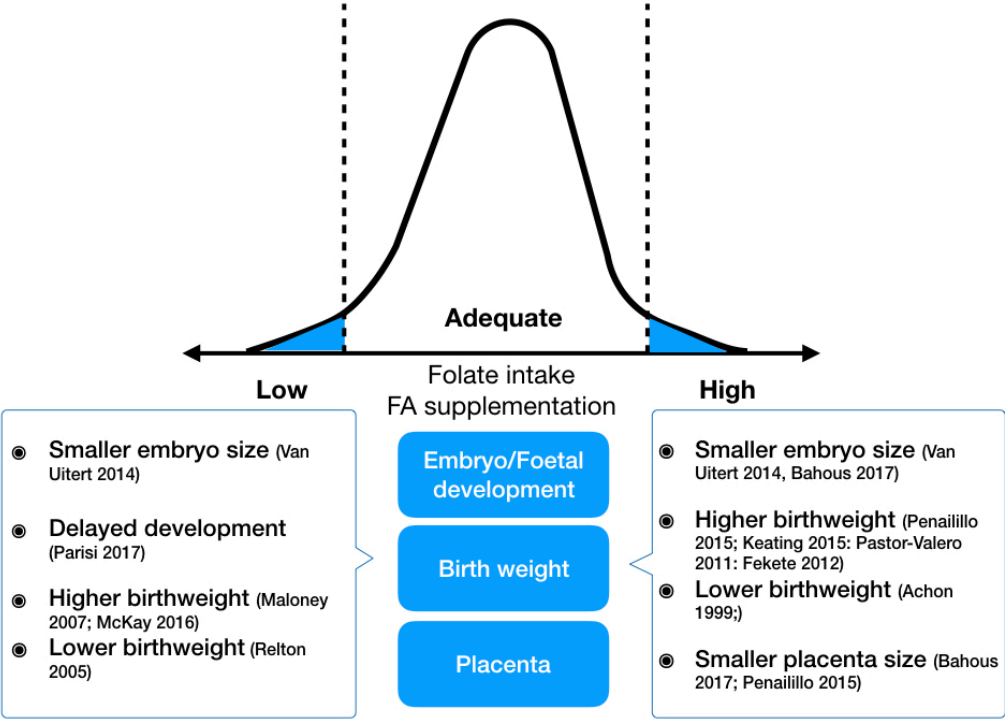 Adequate
Low
Folate intake
FA supplementation
High
Smaller embryo size (Van
Uitert 2014)
Delayed development
(Parisi 2017)
Higher birthweight (Maloney
2007; McKay 2016)
Lower birthweight (Relton
2005)
Embryo/Foetal
development
Birth weight
Placenta
Smaller embryo size (Van
Uitert 2014, Bahous 2017)
Higher birthweight (Penailillo
2015; Keating 2015: Pastor-Valero
2011: Fekete 2012)
Lower birthweight (Achon
1999;)
Smaller placenta size (Bahous
2017; Penailillo 2015)